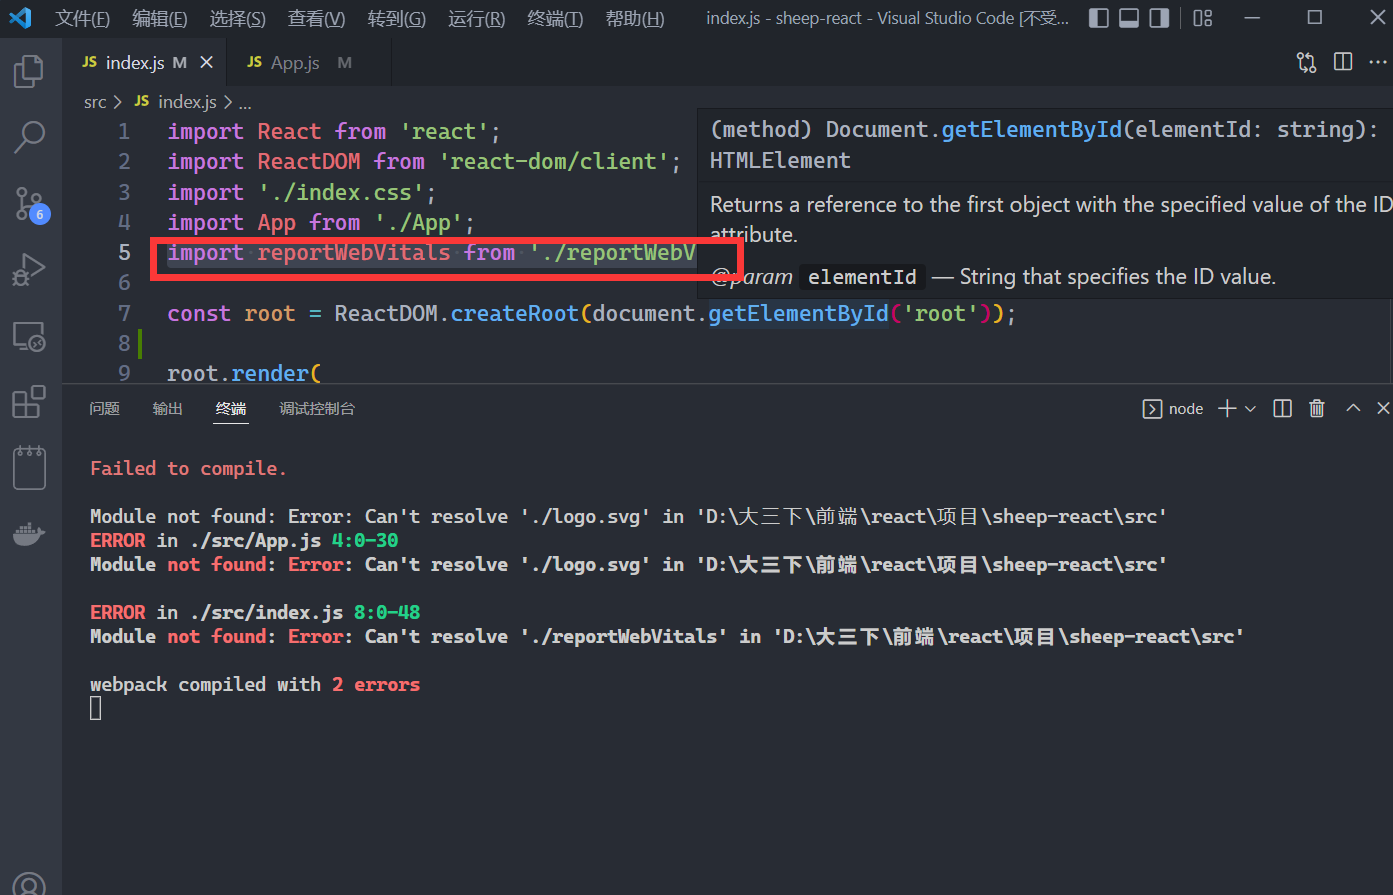 文件(F) 编辑(E) 选择(S) 查看(V) 转到(G) 运行(R) 终端(T) 帮助(H) index.js - sheep-react - Visual Studio Code [不受...
JS index.js M JS App.js M
src > JS index.js > ...
1 import React from 'react';
2 import ReactDOM from 'react-dom/client';
3 import './index.css';
4 import App from './App';
5 import reportWebVitals from './reportWebV
6
7 const root = ReactDOM.createRoot(document.getElementById('root'));
8
9 root.render(
(method) Document.getElementById(elementId: string):
HTMLElement
Returns a reference to the first object with the specified value of the ID
attribute.
@param elementId — String that specifies the ID value.
6
问题 输出 终端 调试控制台 node
Failed to compile.
Module not found: Error: Can't resolve './logo.svg' in 'D:\大三下\前端\react\项目\sheep-react\src'
ERROR in ./src/App.js 4:0-30
Module not found: Error: Can't resolve './logo.svg' in 'D:\大三下\前端\react\项目\sheep-react\src'
ERROR in ./src/index.js 8:0-48
Module not found: Error: Can't resolve './reportWebVitals' in 'D:\大三下\前端\react\项目\sheep-react\src'
webpack compiled with 2 errors